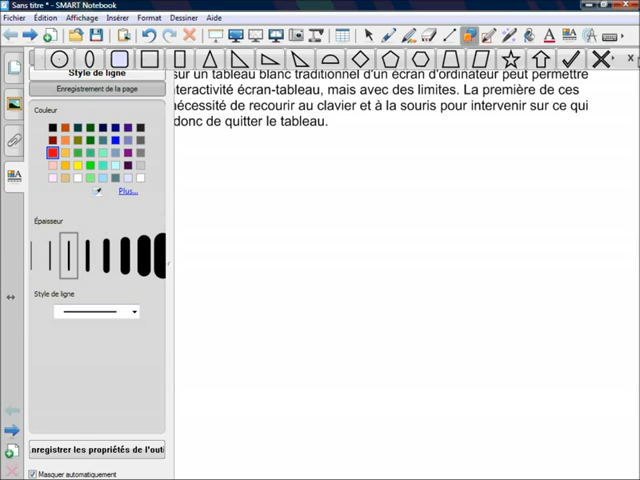 Sans titre * - SMART Notebook
Fichier Édition Affichage Insérer Format Dessiner Aide
Style de ligne
Enregistrement de la page
sur un tableau blanc traditionnel d'un écran d'ordinateur peut permettre
nteractivité écran-tableau, mais avec des limites. La première de ces
nécessité de recourir au clavier et à la souris pour intervenir sur ce qui
donc de quitter le tableau.
Couleur
Plus...
Épaisseur
Style de ligne
nregistrer les propriétés de l'outi
Masquer automatiquement